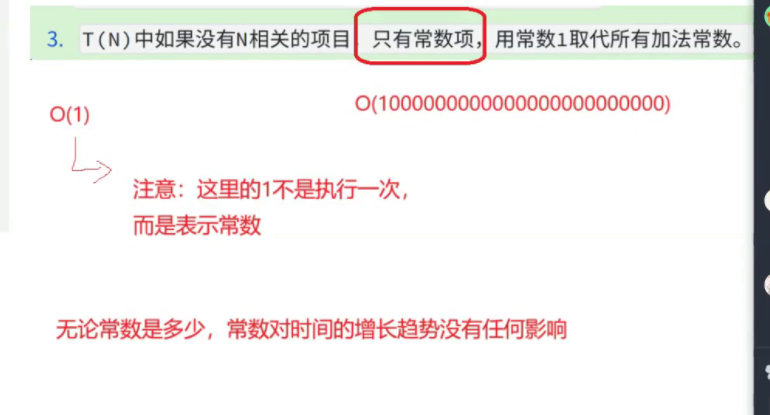 3. T(N)中如果没有N相关的项目 只有常数项，用常数1取代所有加法常数。
O(1)
O(1000000000000000000000000)
注意：这里的1不是执行一次，
而是表示常数
无论常数是多少，常数对时间的增长趋势没有任何影响